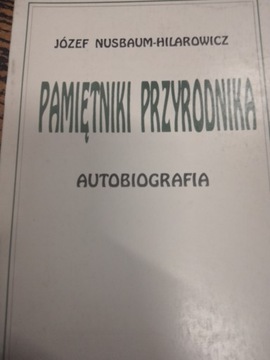 JÓZEF NUSBAUM-HILAROWICZ
PAMIĘTNIKI PRZYRODNIKA
AUTOBIOGRAFIA